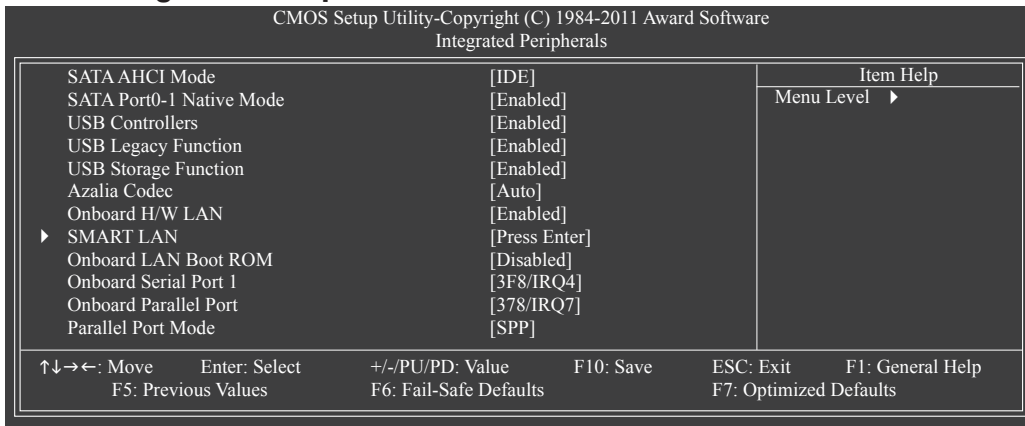 CMOS Setup Utility-Copyright (C) 1984-2011 Award Software
Integrated Peripherals
SATA AHCI Mode [IDE]
SATA Port0-1 Native Mode [Enabled]
USB Controllers [Enabled]
USB Legacy Function [Enabled]
USB Storage Function [Enabled]
Azalia Codec [Auto]
Onboard H/W LAN [Enabled]
SMART LAN [Press Enter]
Onboard LAN Boot ROM [Disabled]
Onboard Serial Port 1 [3F8/IRQ4]
Onboard Parallel Port [378/IRQ7]
Parallel Port Mode [SPP]
Item Help
Menu Level
↑↓→←: Move Enter: Select +/-/PU/PD: Value F10: Save ESC: Exit F1: General Help
F5: Previous Values F6: Fail-Safe Defaults F7: Optimized Defaults